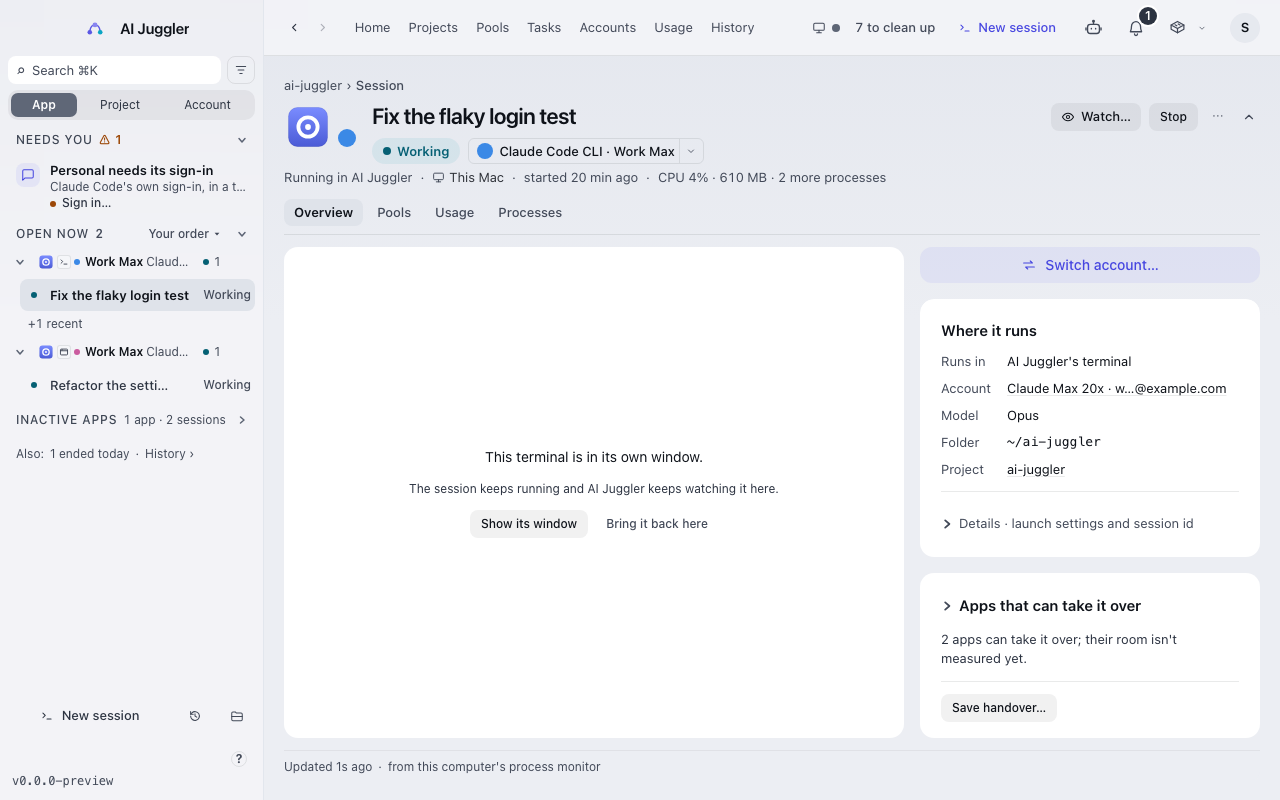 AI Juggler
Search ⌘K
App
Project
Account
NEEDS YOU 1
Personal needs its sign-in
Claude Code's own sign-in, in a t...
Sign in...
OPEN NOW 2
Your order
Work Max Claud... 1
Fix the flaky login test
Working
+1 recent
Work Max Claud... 1
Refactor the setti...
Working
INACTIVE APPS 1 app · 2 sessions
Also: 1 ended today · History ›
New session
?
v0.0.0-preview
Home
Projects
Pools
Tasks
Accounts
Usage
History
7 to clean up
New session
1
S
ai-juggler › Session
Fix the flaky login test
Working
Claude Code CLI · Work Max
Watch...
Stop
...
Running in AI Juggler · This Mac · started 20 min ago · CPU 4% · 610 MB · 2 more processes
Overview
Pools
Usage
Processes
This terminal is in its own window.
The session keeps running and AI Juggler keeps watching it here.
Show its window
Bring it back here
Switch account...
Where it runs
Runs in AI Juggler's terminal
Account Claude Max 20x · w...@example.com
Model Opus
Folder ~/ai-juggler
Project ai-juggler
Details · launch settings and session id
Apps that can take it over
2 apps can take it over; their room isn't
measured yet.
Save handover...
Updated 1s ago · from this computer's process monitor